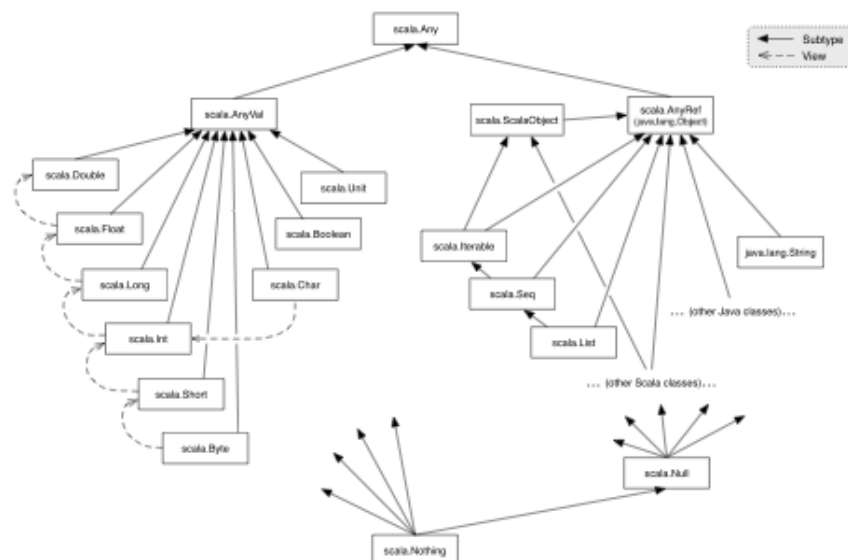 scala.Any
Subtype
View
scala.AnyVal
scala.ScalaObject
scala.AnyRef
(java.lang.Object)
scala.Double
scala.Unit
scala.Float
scala.Boolean
scala.Iterable
java.lang.String
scala.Long
scala.Char
scala.Seq
... (other Java classes)...
scala.Int
scala.List
scala.Short
... (other Scala classes)...
scala.Byte
scala.Null
scala.Nothing